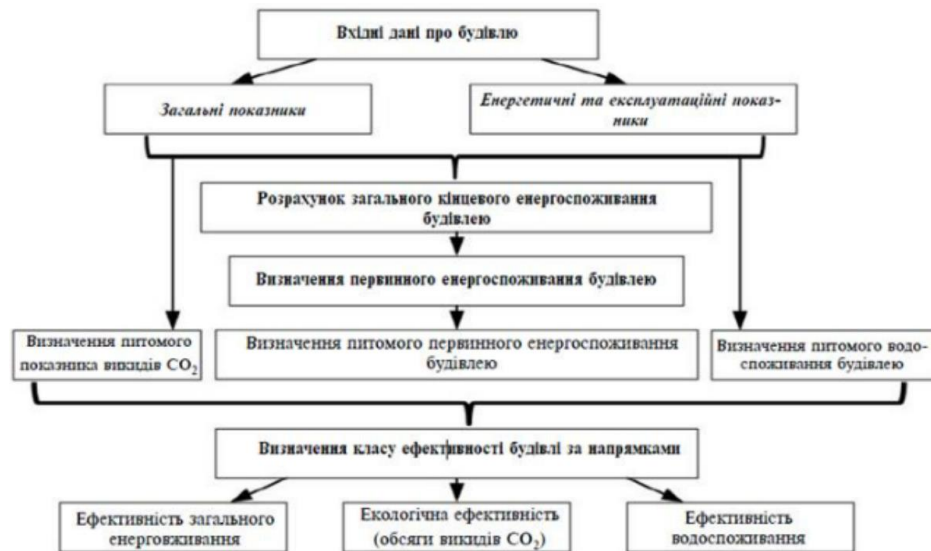 Вхідні дані про будівлю
Загальні показники
Енергетичні та експлуатаційні показ-
ники
Розрахунок загального кінцевого енергоспоживання
будівлею
Визначення первинного енергоспоживання будівлею
Визначення питомого
показника викидів CO₂
Визначення питомого первинного енергоспоживання
будівлею
Визначення питомого водо-
споживання будівлею
Визначення класу ефективності будівлі за напрямками
Ефективність загального
енерговживання
Екологічна ефективність
(обсяги викидів CO₂)
Ефективність
водоспоживання